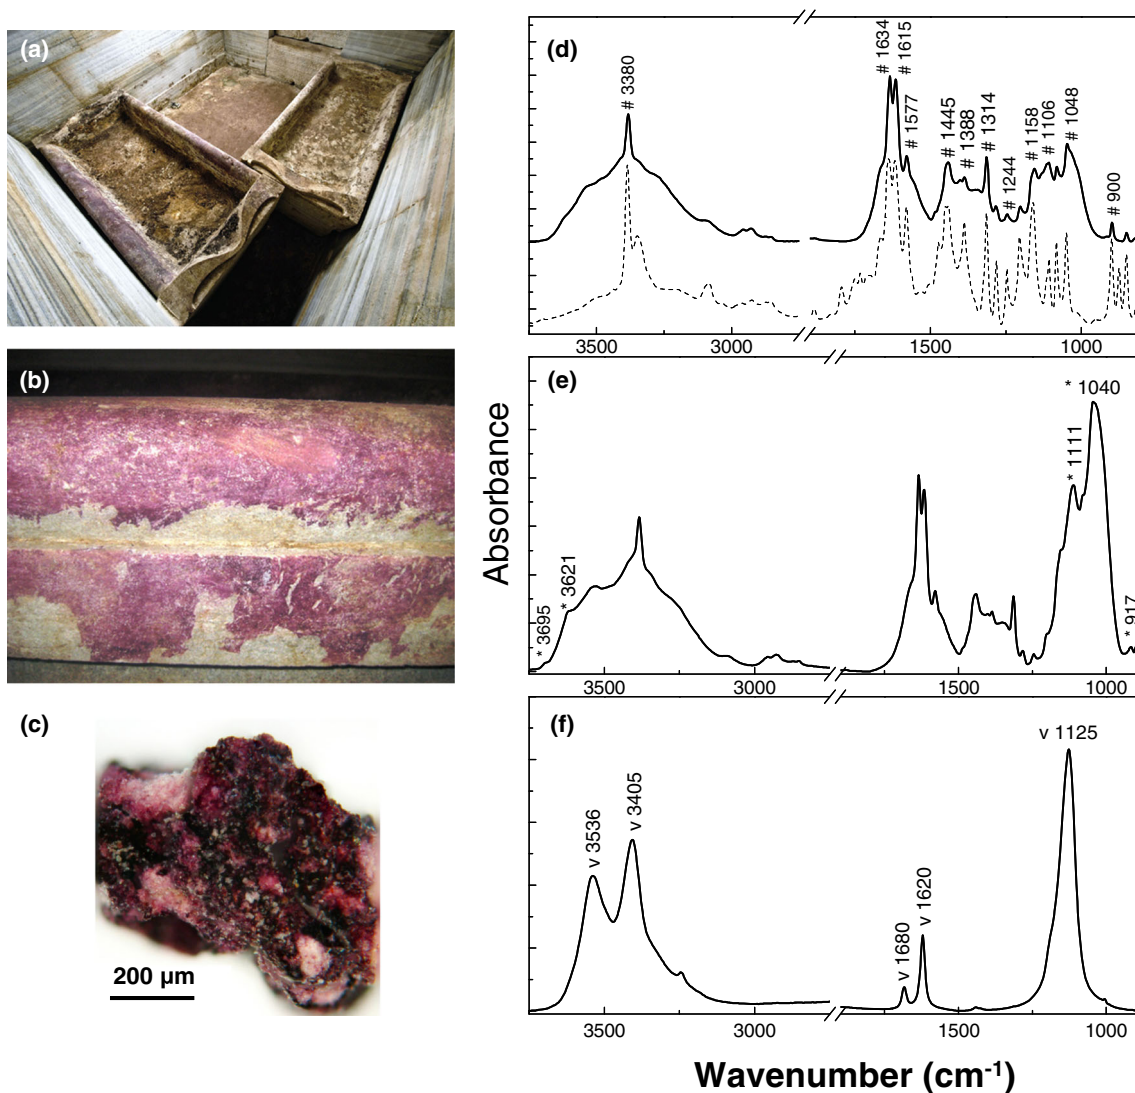 (a)
(b)
(c)
200 µm
(d)
# 3380
# 1634
# 1615
# 1577
# 1445
# 1388
# 1314
# 1244
# 1158
# 1106
# 1048
# 900
3500
3000
1500
1000
(e)
* 3695
* 3621
* 1111
* 1040
* 917
3500
3000
1500
1000
(f)
v 3536
v 3405
v 1680
v 1620
v 1125
3500
3000
1500
1000
Absorbance
Wavenumber (cm⁻¹)